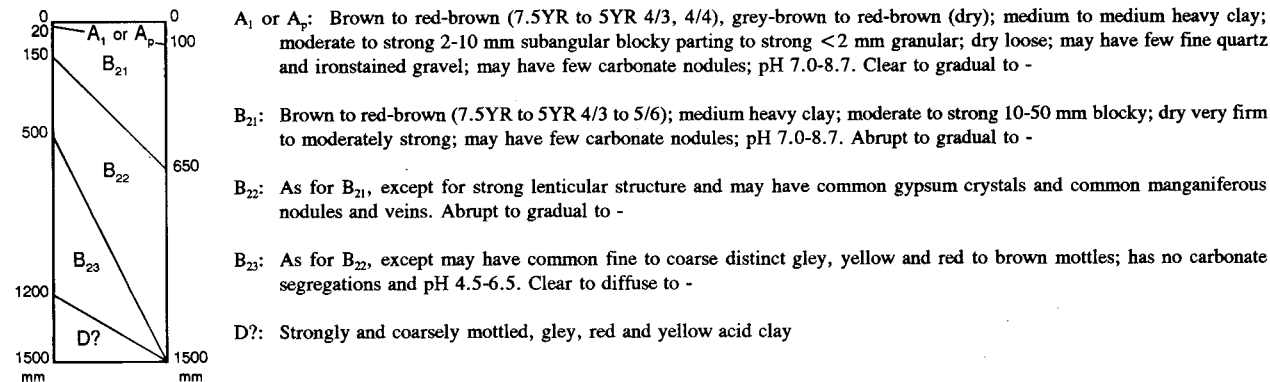 0
20
150
500
1200
1500
mm
A₁ or Aₚ
B₂₁
B₂₂
B₂₃
D?
0
100
650
1500
mm
A₁ or Aₚ: Brown to red-brown (7.5YR to 5YR 4/3, 4/4), grey-brown to red-brown (dry); medium to medium heavy clay;
moderate to strong 2-10 mm subangular blocky parting to strong <2 mm granular; dry loose; may have few fine quartz
and ironstained gravel; may have few carbonate nodules; pH 7.0-8.7. Clear to gradual to -
B₂₁: Brown to red-brown (7.5YR to 5YR 4/3 to 5/6); medium heavy clay; moderate to strong 10-50 mm blocky; dry very firm
to moderately strong; may have few carbonate nodules; pH 7.0-8.7. Abrupt to gradual to -
B₂₂: As for B₂₁, except for strong lenticular structure and may have common gypsum crystals and common manganiferous
nodules and veins. Abrupt to gradual to -
B₂₃: As for B₂₂, except may have common fine to coarse distinct gley, yellow and red to brown mottles; has no carbonate
segregations and pH 4.5-6.5. Clear to diffuse to -
D?: Strongly and coarsely mottled, gley, red and yellow acid clay